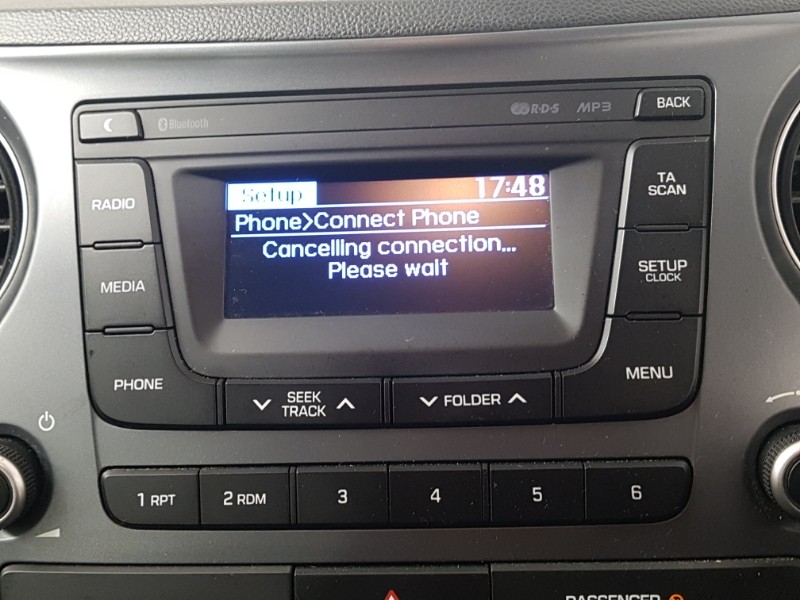 Bluetooth
R·D·S
MP3
BACK
RADIO
MEDIA
PHONE
Setup
17:48
Phone>Connect Phone
Cancelling connection...
Please wait
TA
SCAN
SETUP
CLOCK
MENU
SEEK
TRACK
FOLDER
1 RPT
2 RDM
3
4
5
6
PASSENGER